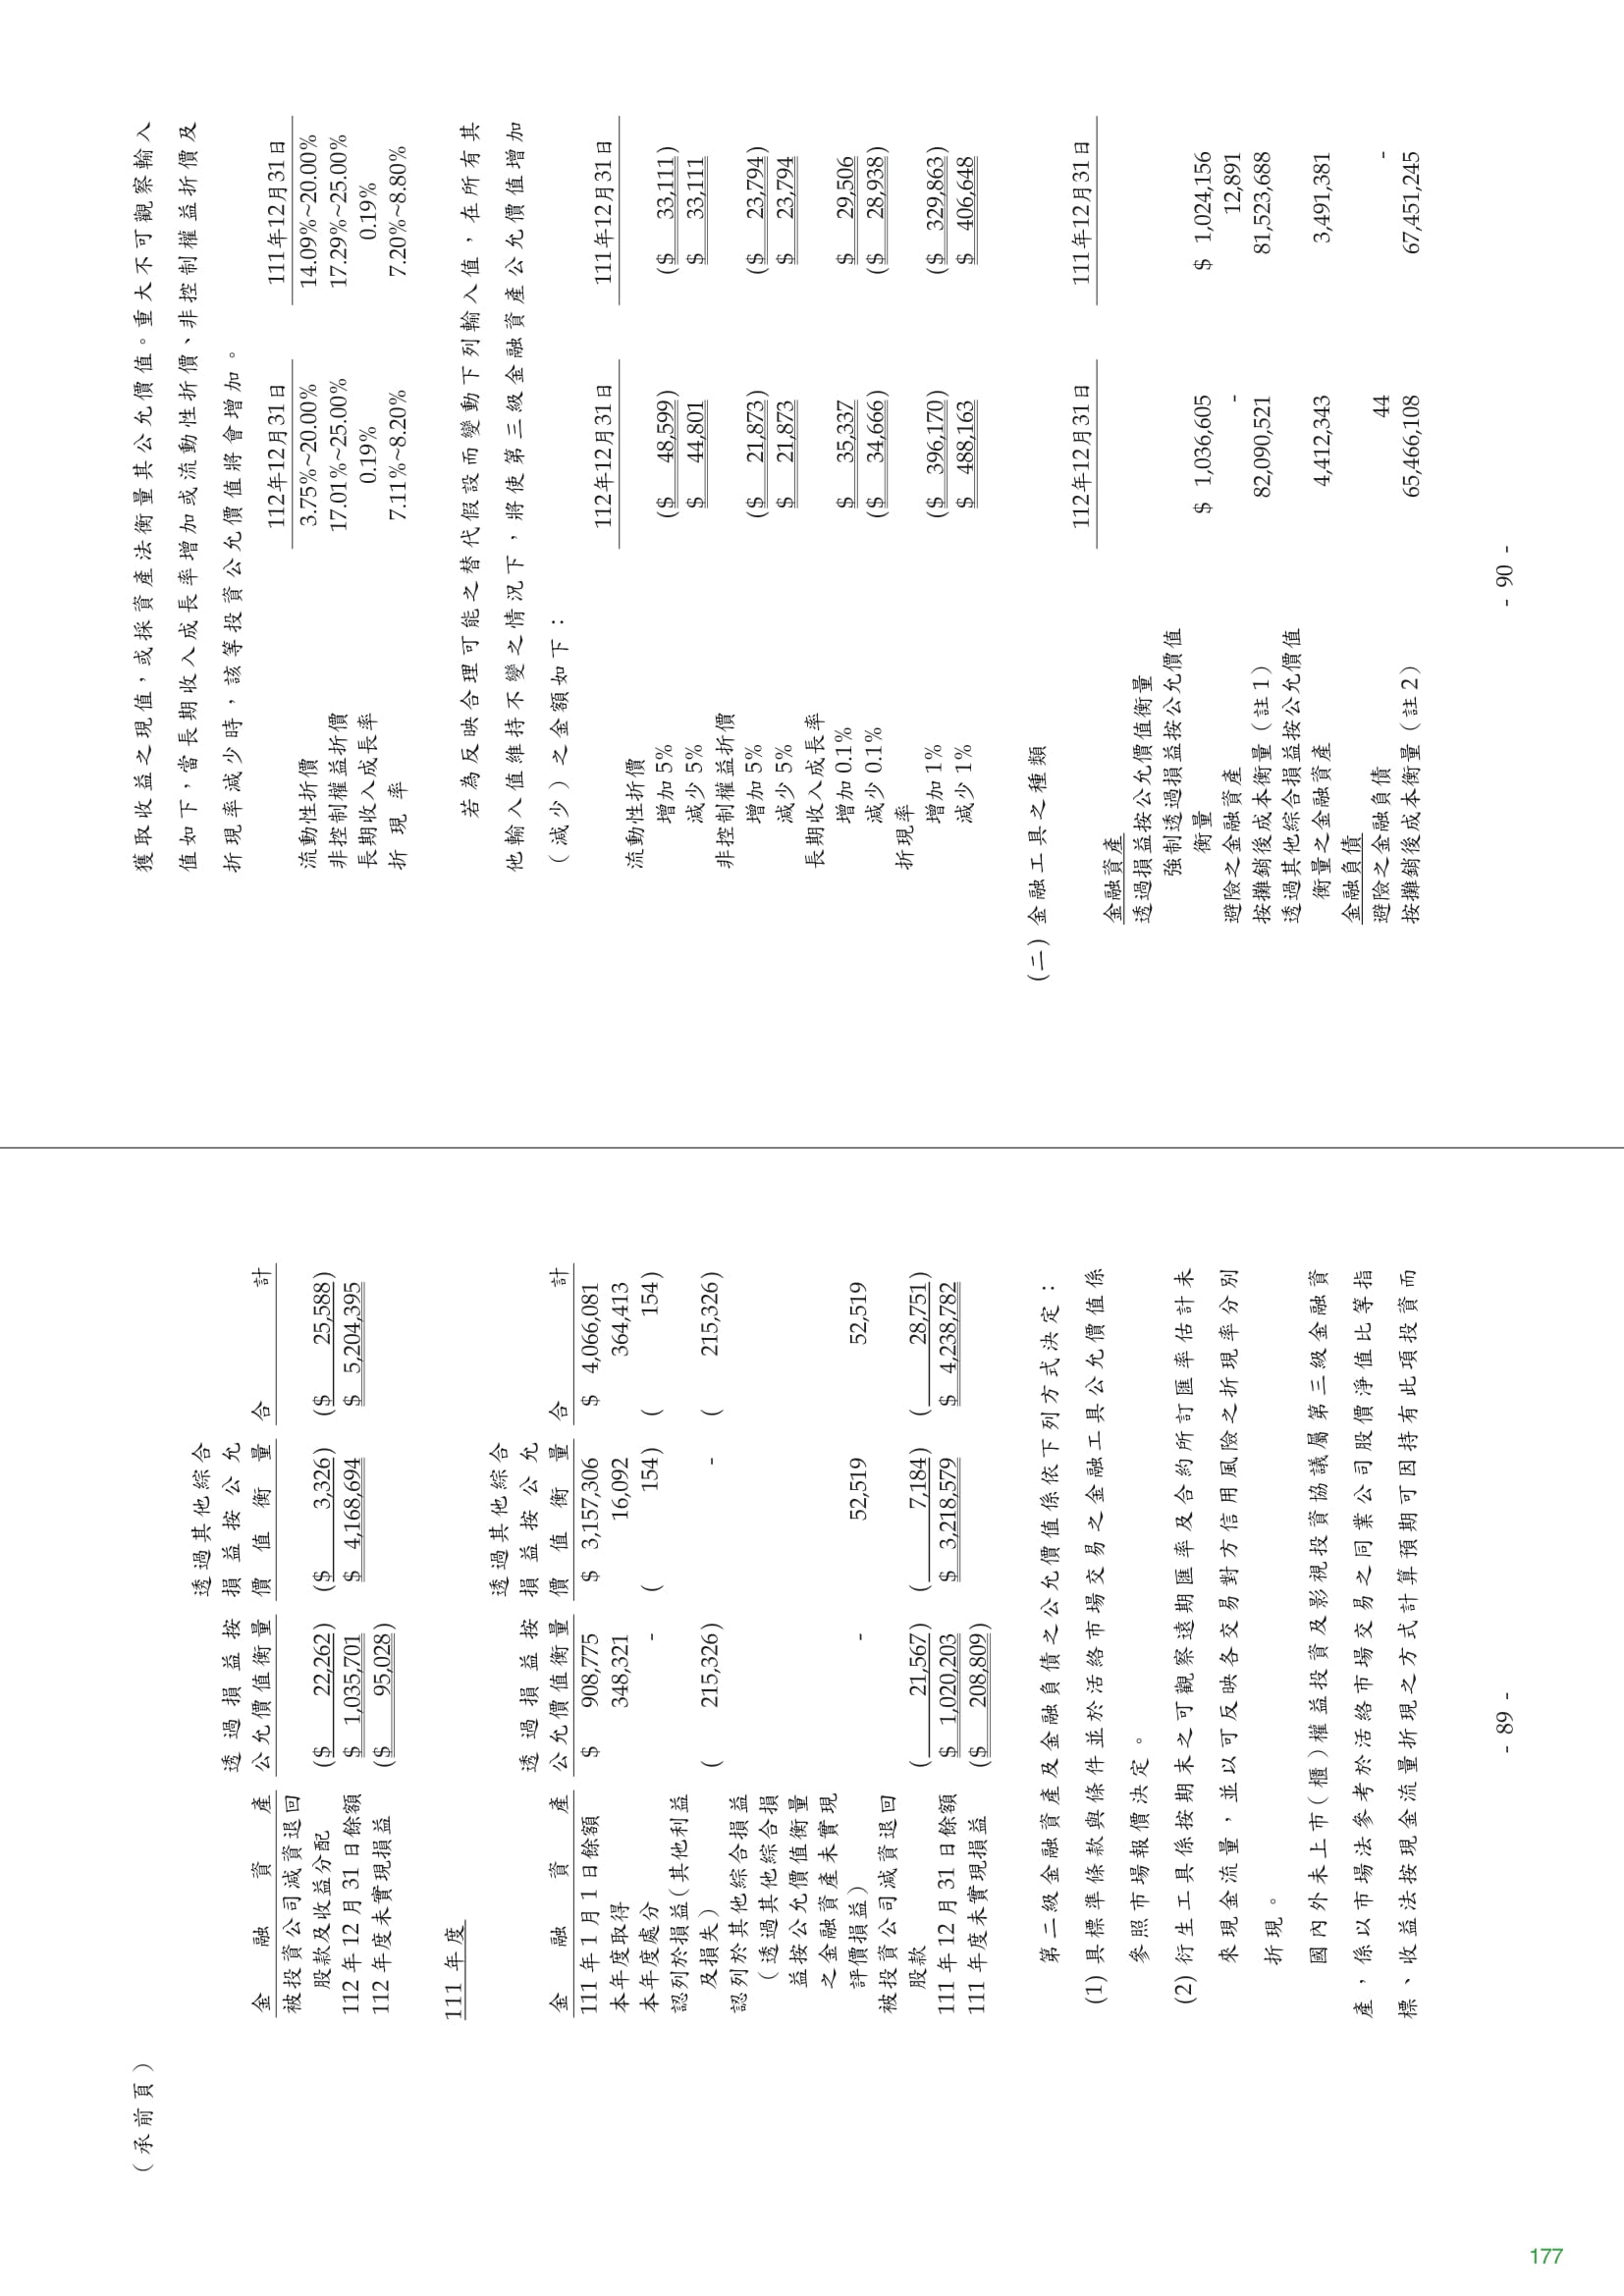 （承前頁）
透過其他綜合
透過損益按 損益按公允
金融資產 公允價值衡量 價值衡量 合計
被投資公司減資退回
股款及收益分配 ($ 22,262) ($ 3,326) ($ 25,588)
112 年 12 月 31 日餘額 $ 1,035,701 $ 4,168,694 $ 5,204,395
112 年度未實現損益 ($ 95,028)
111 年度
透過其他綜合
透過損益按 損益按公允
金融資產 公允價值衡量 價值衡量 合計
111 年 1 月 1 日餘額 $ 908,775 $ 3,157,306 $ 4,066,081
本年度取得 348,321 16,092 364,413
本年度處分 - ( 154) ( 154)
認列於損益（其他利益
及損失） ( 215,326) - ( 215,326)
認列於其他綜合損益
（透過其他綜合損
益按公允價值衡量
之金融資產未實現
評價損益） - 52,519 52,519
被投資公司減資退回
股款 ( 21,567) ( 7,184) ( 28,751)
111 年 12 月 31 日餘額 $ 1,020,203 $ 3,218,579 $ 4,238,782
111 年度未實現損益 ($ 208,809)
第二級金融資產及金融負債之公允價值係依下列方式決定：
(1) 具標準條款與條件並於活絡市場交易之金融工具公允價值係
參照市場報價決定。
(2) 衍生工具係按期末之可觀察遠期匯率及合約所訂匯率估計未
來現金流量，並以可反映各交易對方信用風險之折現率分別
折現。
國內外未上市（櫃）權益投資及影視投資協議屬第三級金融資
產，係以市場法參考於活絡市場交易之同業公司股價淨值比等指
標、收益法按現金流量折現之方式計算預期可因持有此項投資而
- 89 -
獲取收益之現值，或採資產法衡量其公允價值。重大不可觀察輸入
值如下，當長期收入成長率增加或流動性折價、非控制權益折價及
折現率減少時，該等投資公允價值將會增加。
112年12月31日 111年12月31日
流動性折價 3.75%~20.00% 14.09%~20.00%
非控制權益折價 17.01%~25.00% 17.29%~25.00%
長期收入成長率 0.19% 0.19%
折現率 7.11%~8.20% 7.20%~8.80%
若為反映合理可能之替代假設而變動下列輸入值，在所有其
他輸入值維持不變之情況下，將使第三級金融資產公允價值增加
（減少）之金額如下：
112年12月31日 111年12月31日
流動性折價
增加 5% ($ 48,599) ($ 33,111)
減少 5% $ 44,801 $ 33,111
非控制權益折價
增加 5% ($ 21,873) ($ 23,794)
減少 5% $ 21,873 $ 23,794
長期收入成長率
增加 0.1% $ 35,337 $ 29,506
減少 0.1% ($ 34,666) ($ 28,938)
折現率
增加 1% ($ 396,170) ($ 329,863)
減少 1% $ 488,163 $ 406,648
(二) 金融工具之種類
112年12月31日 111年12月31日
金融資產
透過損益按公允價值衡量
強制透過損益按公允價值
衡量 $ 1,036,605 $ 1,024,156
避險之金融資產 - 12,891
按攤銷後成本衡量（註 1） 82,090,521 81,523,688
透過其他綜合損益按公允價值
衡量之金融資產 4,412,343 3,491,381
金融負債
避險之金融負債 44 -
按攤銷後成本衡量（註 2） 65,466,108 67,451,245
- 90 -
177